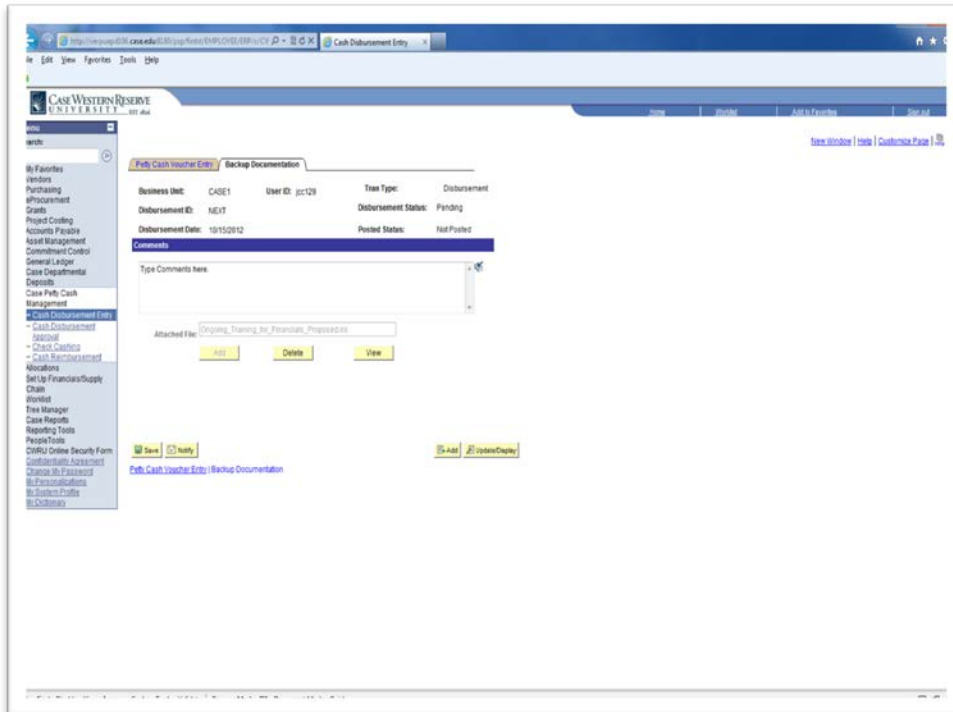 Cash Disbursement Entry
Edit View Favorites Tools Help
CASE WESTERN RESERVE
UNIVERSITY EST. 1826
Home Worklist Add to Favorites Sign out
New Window | Help | Customize Page |
My Favorites
Vendors
Purchasing
eProcurement
Grants
Project Costing
Accounts Payable
Asset Management
Commitment Control
General Ledger
Case Departmental
Deposits
Case Petty Cash
Management
– Cash Disbursement Entry
– Cash Disbursement
Approval
– Check Cashing
– Cash Reimbursement
Allocations
Set Up Financials/Supply
Chain
Worklist
Tree Manager
Case Reports
Reporting Tools
PeopleTools
CWRU Online Security Form
Confidentiality Agreement
Change My Password
My Personalizations
My System Profile
My Dictionary
Petty Cash Voucher Entry Backup Documentation
Business Unit: CASE1 User ID: jcc129 Tran Type: Disbursement
Disbursement ID: NEXT Disbursement Status: Pending
Disbursement Date: 10/15/2012 Posted Status: Not Posted
Comments
Type Comments here.
Attached File: Ongoing_Training_for_Financials_Proposed.xls
Add Delete View
Save Notify Add Update/Display
Petty Cash Voucher Entry | Backup Documentation